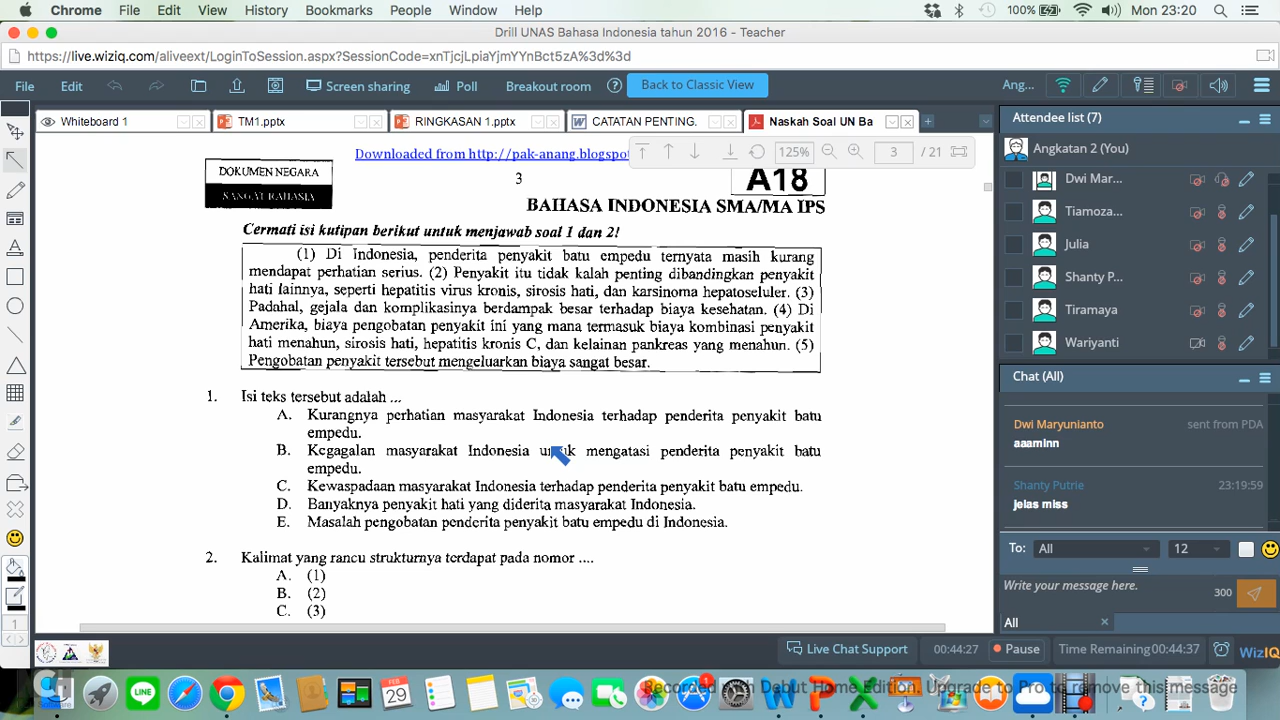 Chrome File Edit View History Bookmarks People Window Help 100% Mon 23:20
Drill UNAS Bahasa Indonesia tahun 2016 - Teacher
https://live.wiziq.com/aliveext/LoginToSession.aspx?SessionCode=xnTjcjLpiaYjmYYnBct5zA%3d%3d
File Edit Screen sharing Poll Breakout room Back to Classic View Ang...
Whiteboard 1 TM1.pptx RINGKASAN 1.pptx CATATAN PENTING. Naskah Soal UN Ba
Attendee list (7)
Angkatan 2 (You)
Dwi Mar...
Tiamoza...
Julia
Shanty P...
Tiramaya
Wariyanti
Downloaded from http://pak-anang.blogspot
125% 3 / 21
DOKUMEN NEGARA
SANGAT RAHASIA
3
A18
BAHASA INDONESIA SMA/MA IPS
Cermati isi kutipan berikut untuk menjawab soal 1 dan 2!
(1) Di Indonesia, penderita penyakit batu empedu ternyata masih kurang
mendapat perhatian serius. (2) Penyakit itu tidak kalah penting dibandingkan penyakit
hati lainnya, seperti hepatitis virus kronis, sirosis hati, dan karsinoma hepatoseluler. (3)
Padahal, gejala dan komplikasinya berdampak besar terhadap biaya kesehatan. (4) Di
Amerika, biaya pengobatan penyakit ini yang mana termasuk biaya kombinasi penyakit
hati menahun, sirosis hati, hepatitis kronis C, dan kelainan pankreas yang menahun. (5)
Pengobatan penyakit tersebut mengeluarkan biaya sangat besar.
1. Isi teks tersebut adalah ...
A. Kurangnya perhatian masyarakat Indonesia terhadap penderita penyakit batu
empedu.
B. Kegagalan masyarakat Indonesia untuk mengatasi penderita penyakit batu
empedu.
C. Kewaspadaan masyarakat Indonesia terhadap penderita penyakit batu empedu.
D. Banyaknya penyakit hati yang diderita masyarakat Indonesia.
E. Masalah pengobatan penderita penyakit batu empedu di Indonesia.
2. Kalimat yang rancu strukturnya terdapat pada nomor ....
A. (1)
B. (2)
C. (3)
Chat (All)
Dwi Maryunianto sent from PDA
aaaminn
Shanty Putrie 23:19:59
jelas miss
To: All 12
Write your message here. 300
All
1
Live Chat Support 00:44:27 Pause Time Remaining 00:44:37 WizIQ
LINE FEB 29
Recorded with Debut Home Edition. Upgrade to Pro to remove this message